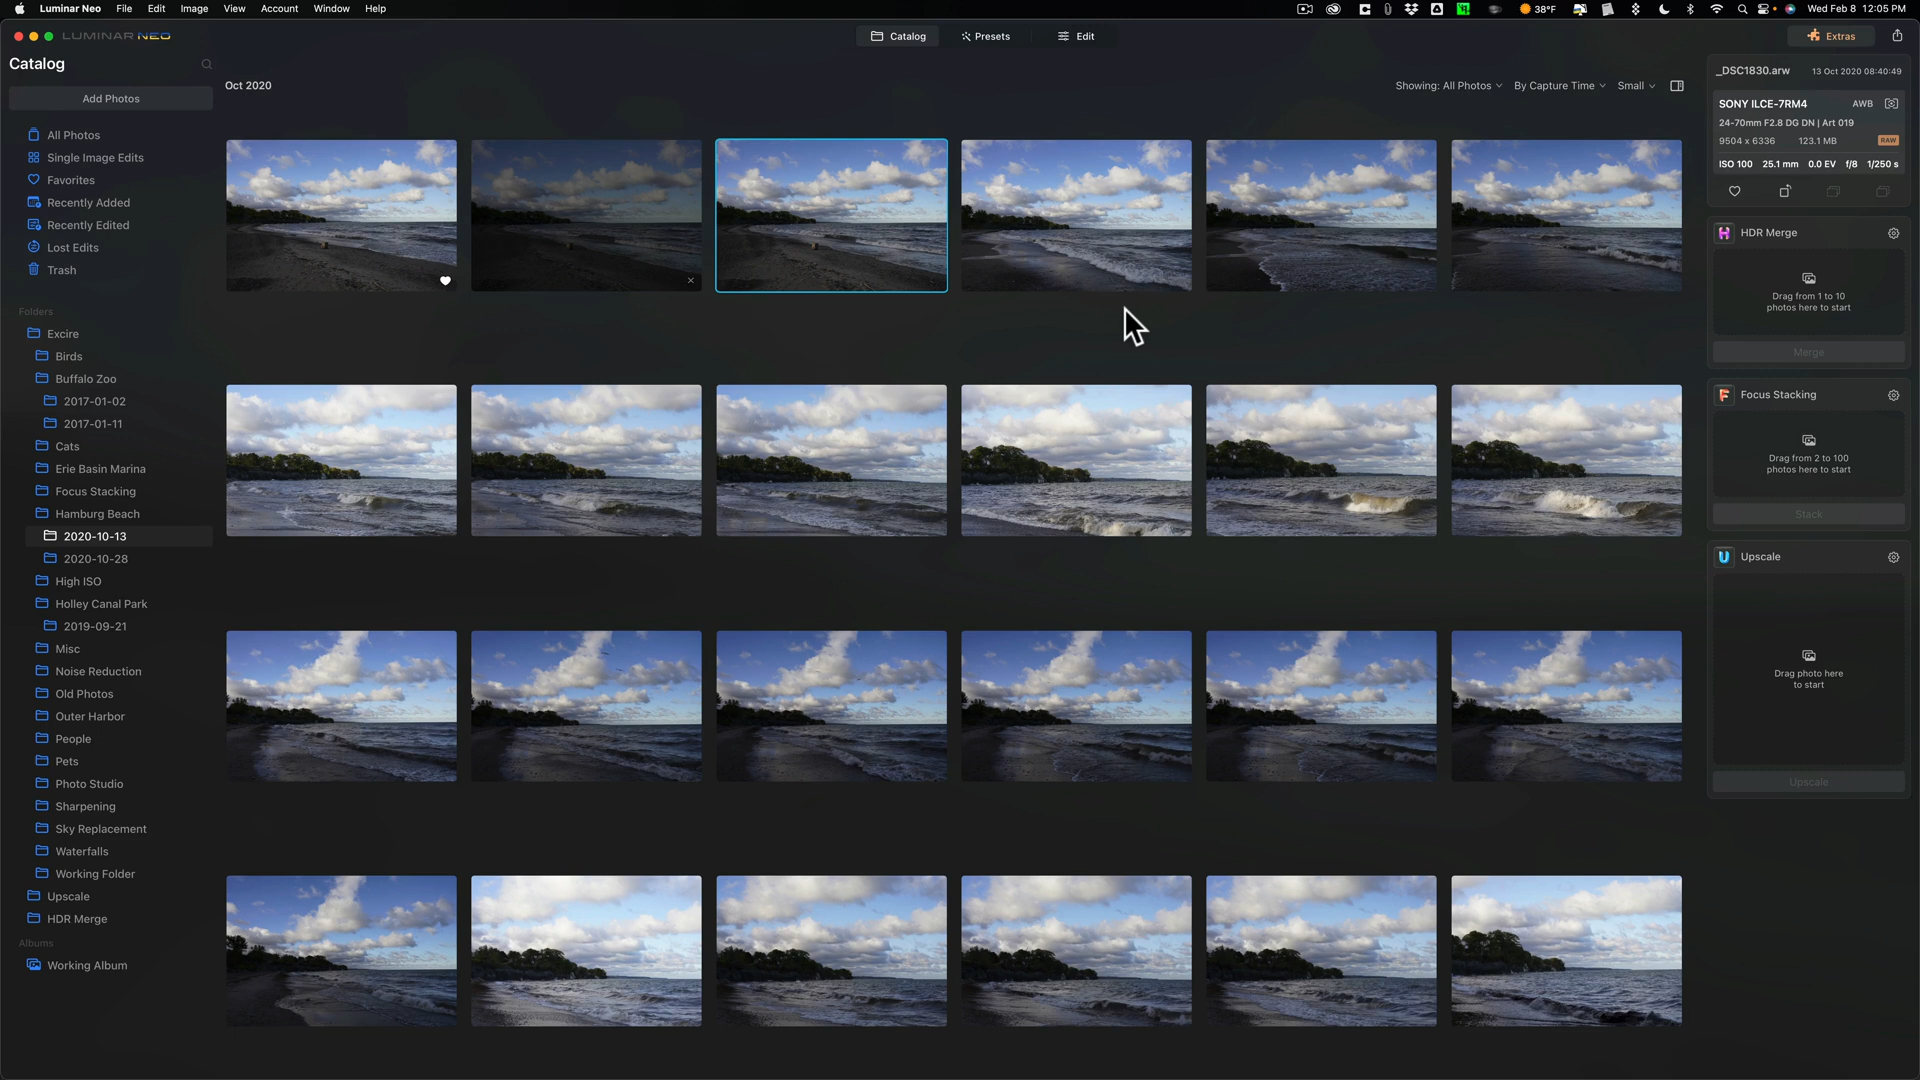 Luminar Neo File Edit Image View Account Window Help
38°F Wed Feb 8 12:05 PM
LUMINAR NEO
Catalog Presets Edit
Extras
Catalog
Add Photos
All Photos
Single Image Edits
Favorites
Recently Added
Recently Edited
Lost Edits
Trash
Folders
Excire
Birds
Buffalo Zoo
2017-01-02
2017-01-11
Cats
Erie Basin Marina
Focus Stacking
Hamburg Beach
2020-10-13
2020-10-28
High ISO
Holley Canal Park
2019-09-21
Misc
Noise Reduction
Old Photos
Outer Harbor
People
Pets
Photo Studio
Sharpening
Sky Replacement
Waterfalls
Working Folder
Upscale
HDR Merge
Albums
Working Album
Oct 2020
Showing: All Photos By Capture Time Small
_DSC1830.arw 13 Oct 2020 08:40:49
SONY ILCE-7RM4 AWB
24-70mm F2.8 DG DN | Art 019
9504 x 6336 123.1 MB RAW
ISO 100 25.1 mm 0.0 EV f/8 1/250 s
HDR Merge
Drag from 1 to 10
photos here to start
Merge
Focus Stacking
Drag from 2 to 100
photos here to start
Stack
Upscale
Drag photo here
to start
Upscale